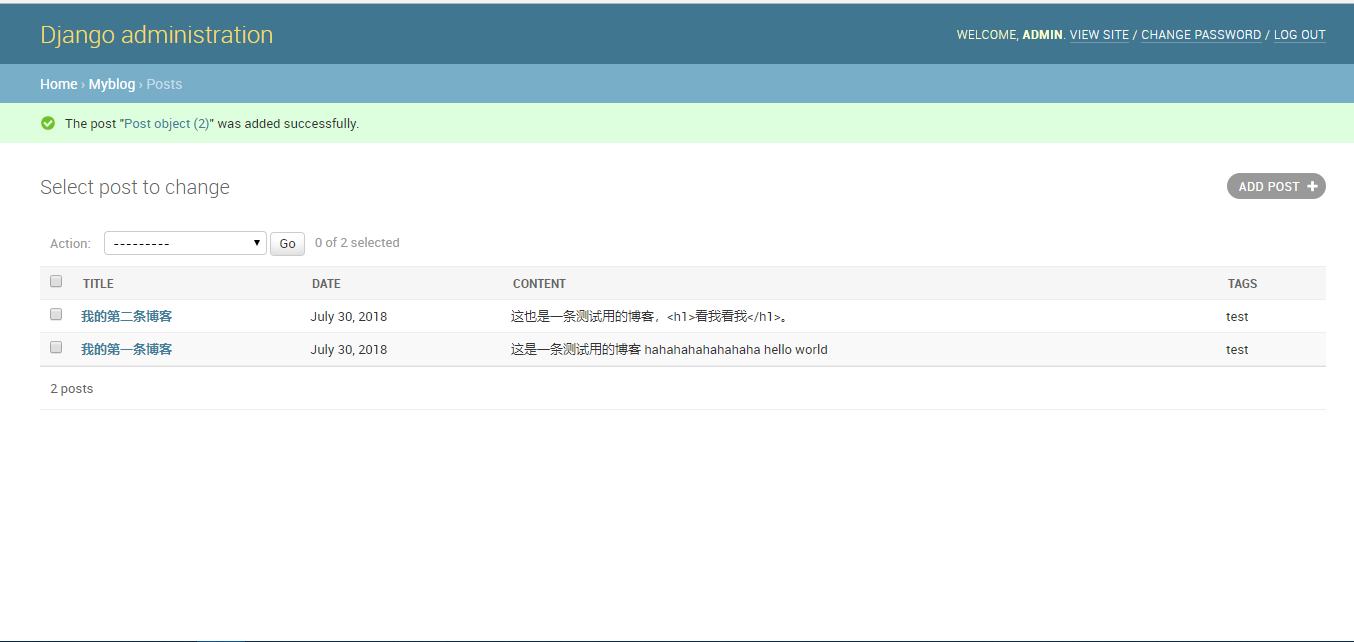 Django administration
WELCOME, ADMIN. VIEW SITE / CHANGE PASSWORD / LOG OUT
Home › Myblog › Posts
The post "Post object (2)" was added successfully.
Select post to change
ADD POST +
Action: --------- Go 0 of 2 selected
TITLE DATE CONTENT TAGS
我的第二条博客 July 30, 2018 这也是一条测试用的博客，<h1>看我看我</h1>。 test
我的第一条博客 July 30, 2018 这是一条测试用的博客 hahahahahahahaha hello world test
2 posts